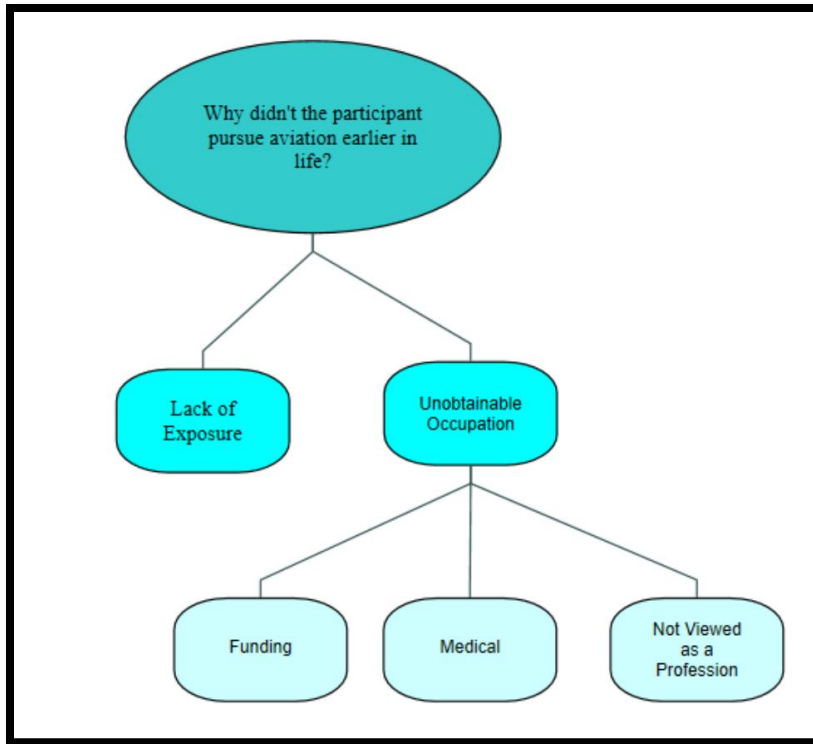 Why didn't the participant
pursue aviation earlier in
life?
Lack of
Exposure
Unobtainable
Occupation
Funding
Medical
Not Viewed
as a
Profession